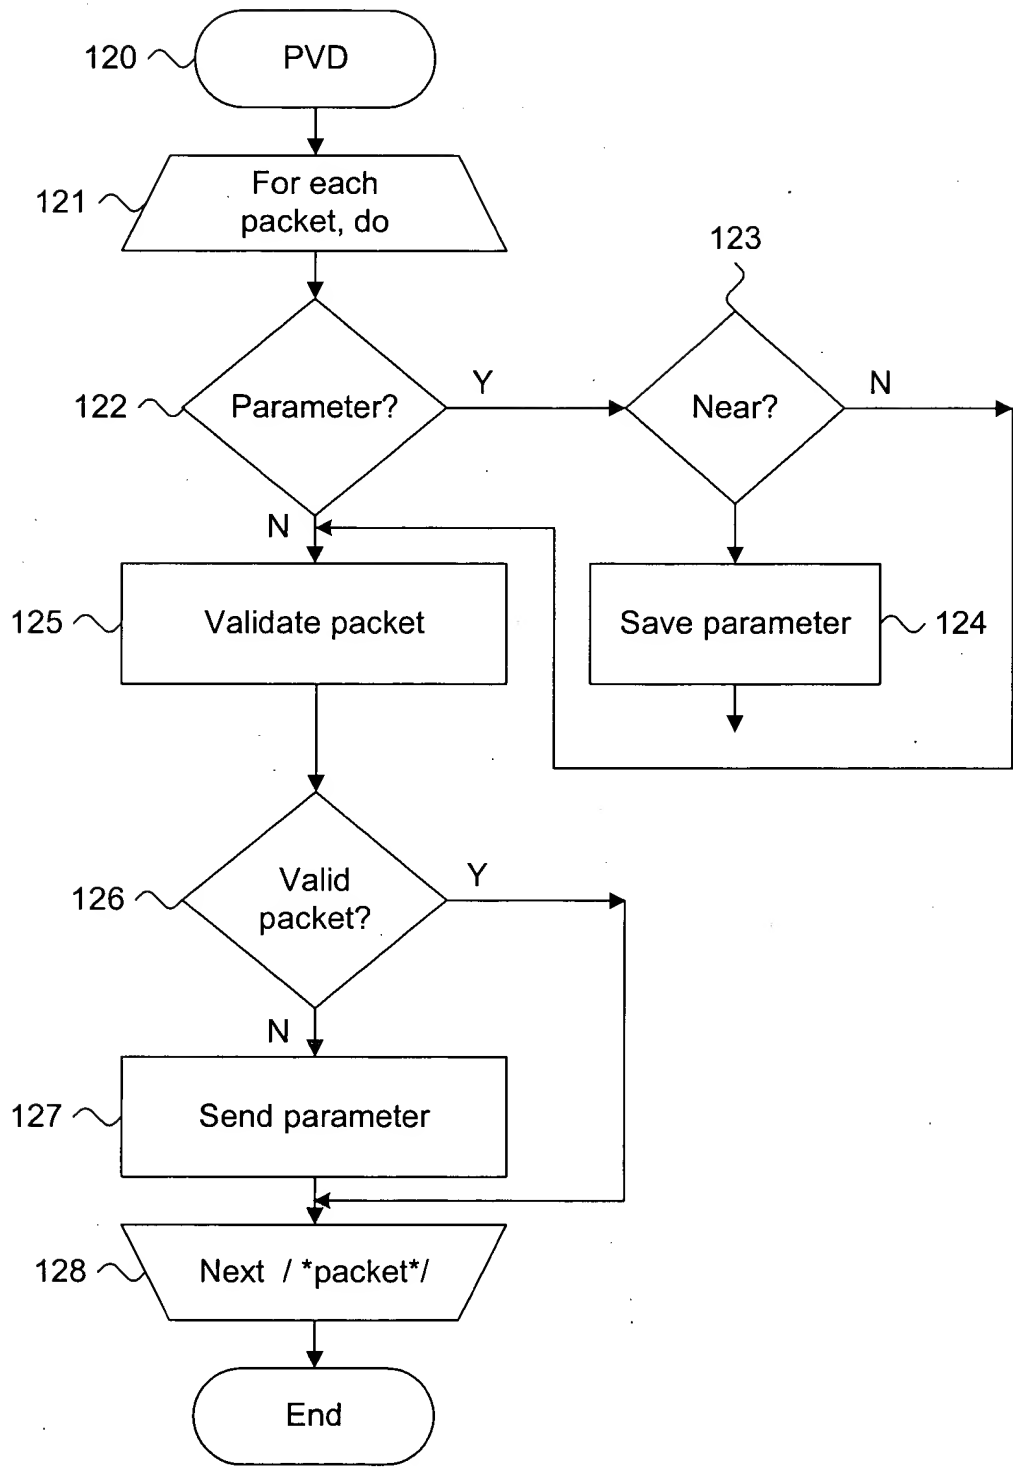 120
PVD
121
For each
packet, do
123
122
Parameter?
Y
Near?
N
N
125
Validate packet
Save parameter
124
126
Valid
packet?
Y
N
127
Send parameter
128
Next / *packet*/
End